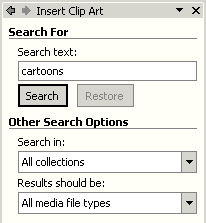 Insert Clip Art
Search For
Search text:
cartoons
Search Restore
Other Search Options
Search in:
All collections
Results should be:
All media file types